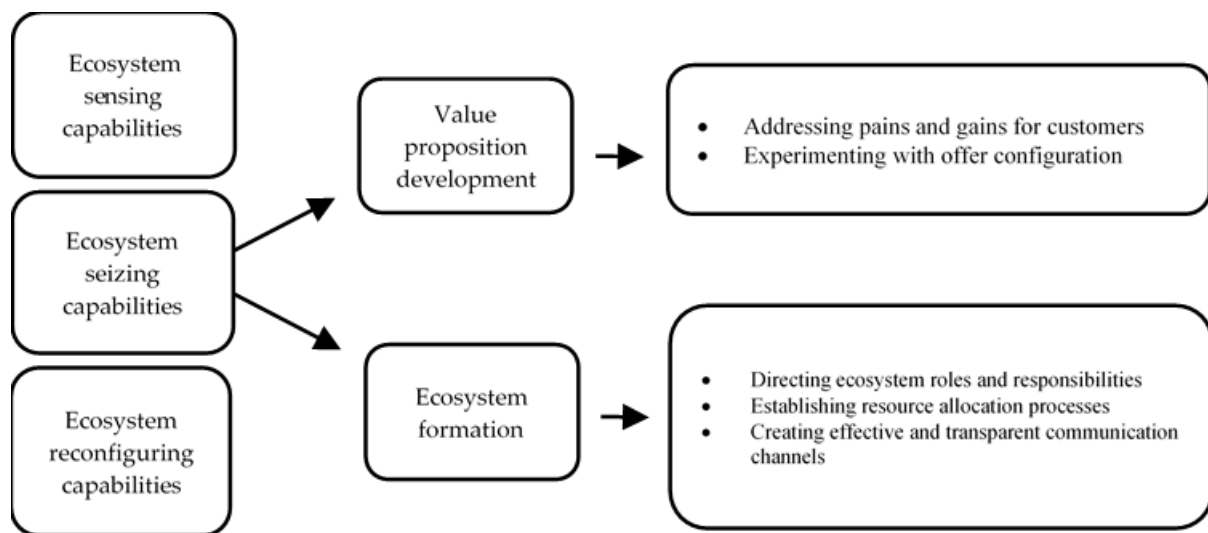 Ecosystem
sensing
capabilities
Ecosystem
seizing
capabilities
Ecosystem
reconfiguring
capabilities
Value
proposition
development
Ecosystem
formation
• Addressing pains and gains for customers
• Experimenting with offer configuration
• Directing ecosystem roles and responsibilities
• Establishing resource allocation processes
• Creating effective and transparent communication
channels